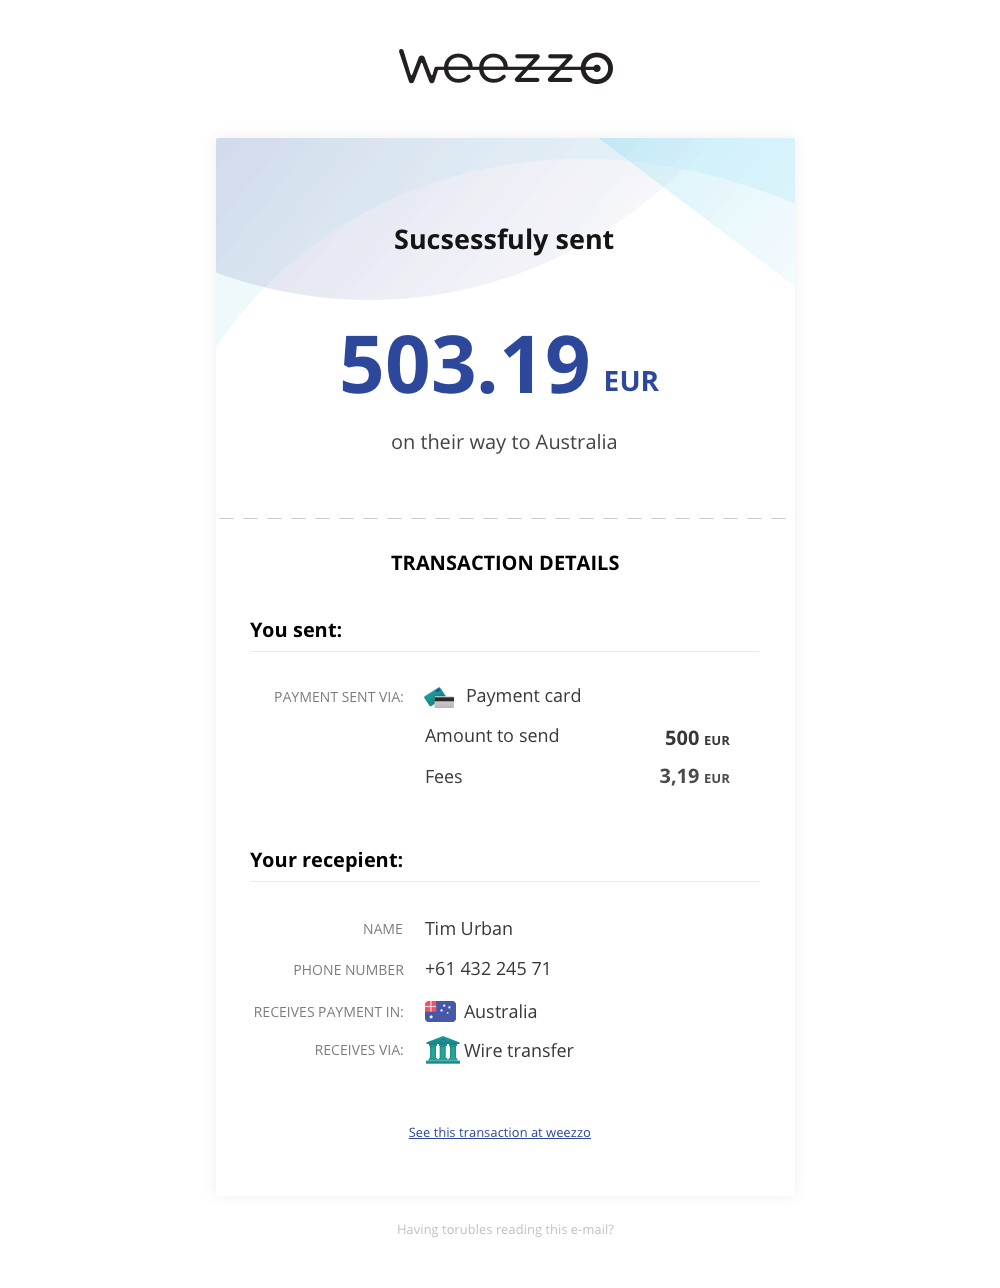 weezzo
Sucsessfuly sent
503.19 EUR
on their way to Australia
TRANSACTION DETAILS
You sent:
PAYMENT SENT VIA: Payment card
Amount to send 500 EUR
Fees 3,19 EUR
Your recepient:
NAME Tim Urban
PHONE NUMBER +61 432 245 71
RECEIVES PAYMENT IN: Australia
RECEIVES VIA: Wire transfer
See this transaction at weezzo
Having torubles reading this e-mail?